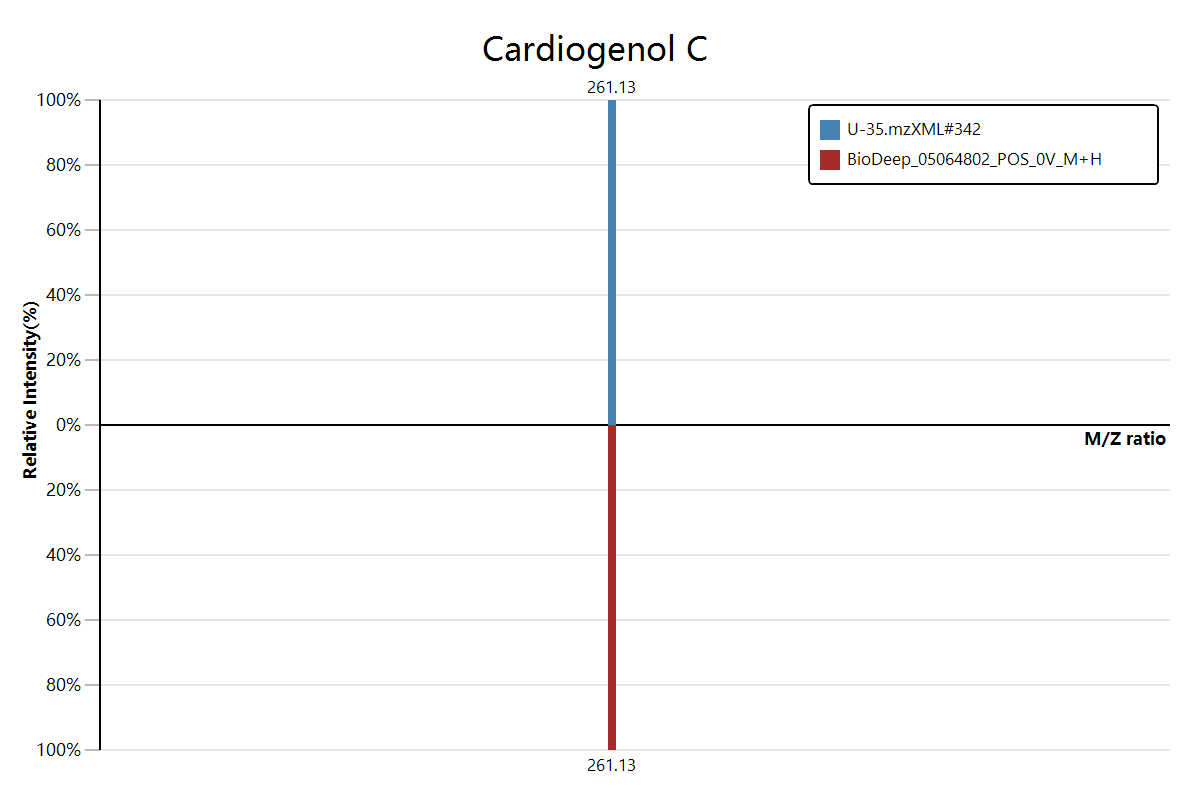 Cardiogenol C
261.13
U-35.mzXML#342
BioDeep_05064802_POS_0V_M+H
100%
80%
60%
40%
20%
0%
20%
40%
60%
80%
100%
Relative Intensity(%)
M/Z ratio
261.13